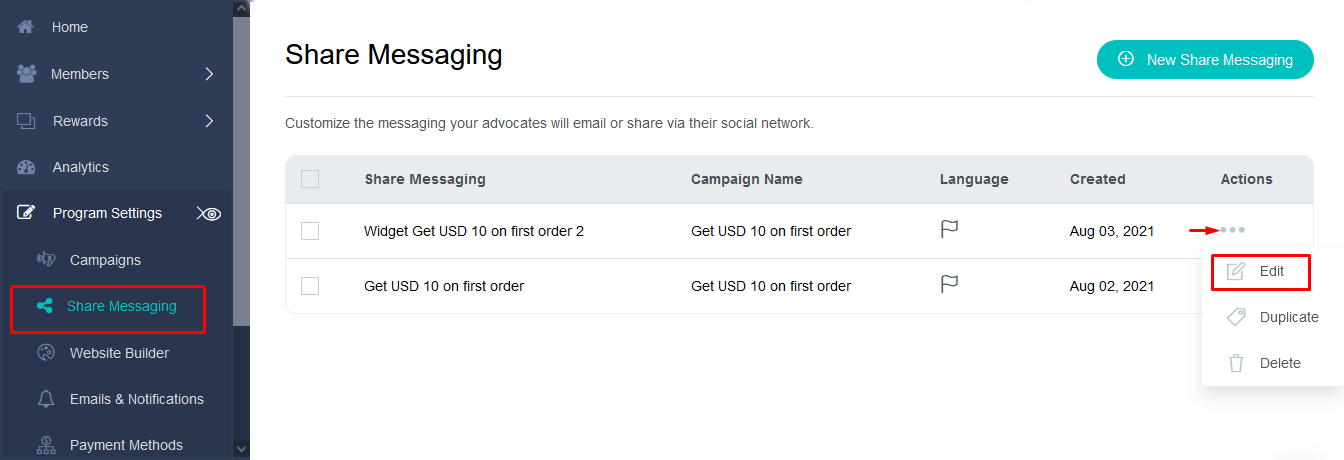 Home
Members
Rewards
Analytics
Program Settings
Campaigns
Share Messaging
Website Builder
Emails & Notifications
Payment Methods
Share Messaging
New Share Messaging
Customize the messaging your advocates will email or share via their social network.
Share Messaging Campaign Name Language Created Actions
Widget Get USD 10 on first order 2 Get USD 10 on first order Aug 03, 2021
Get USD 10 on first order Get USD 10 on first order Aug 02, 2021
Edit
Duplicate
Delete